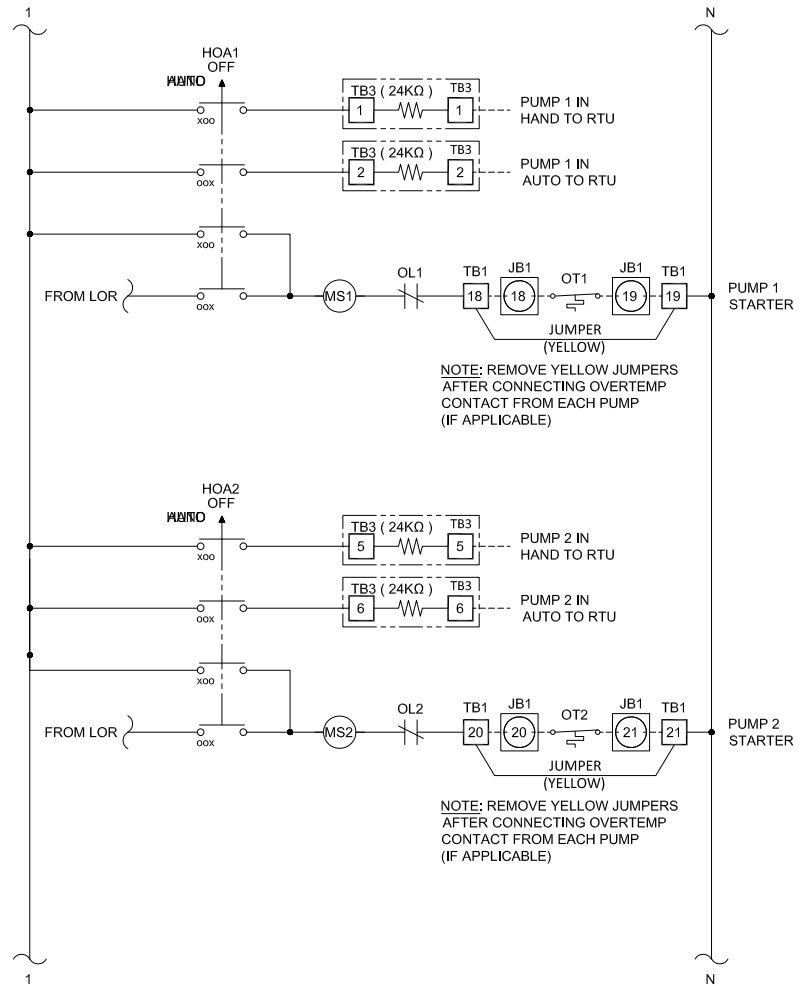 1
N
HOA1
OFF
HAND
AUTO
TB3 ( 24KΩ ) TB3
1 1
PUMP 1 IN
HAND TO RTU
xoo
TB3 ( 24KΩ ) TB3
2 2
PUMP 1 IN
AUTO TO RTU
oox
xoo
FROM LOR
oox
MS1
OL1
TB1 JB1 OT1 JB1 TB1
18 18 19 19
PUMP 1
STARTER
JUMPER
(YELLOW)
NOTE: REMOVE YELLOW JUMPERS
AFTER CONNECTING OVERTEMP
CONTACT FROM EACH PUMP
(IF APPLICABLE)
HOA2
OFF
HAND
AUTO
TB3 ( 24KΩ ) TB3
5 5
PUMP 2 IN
HAND TO RTU
xoo
TB3 ( 24KΩ ) TB3
6 6
PUMP 2 IN
AUTO TO RTU
oox
xoo
FROM LOR
oox
MS2
OL2
TB1 JB1 OT2 JB1 TB1
20 20 21 21
PUMP 2
STARTER
JUMPER
(YELLOW)
NOTE: REMOVE YELLOW JUMPERS
AFTER CONNECTING OVERTEMP
CONTACT FROM EACH PUMP
(IF APPLICABLE)
1
N